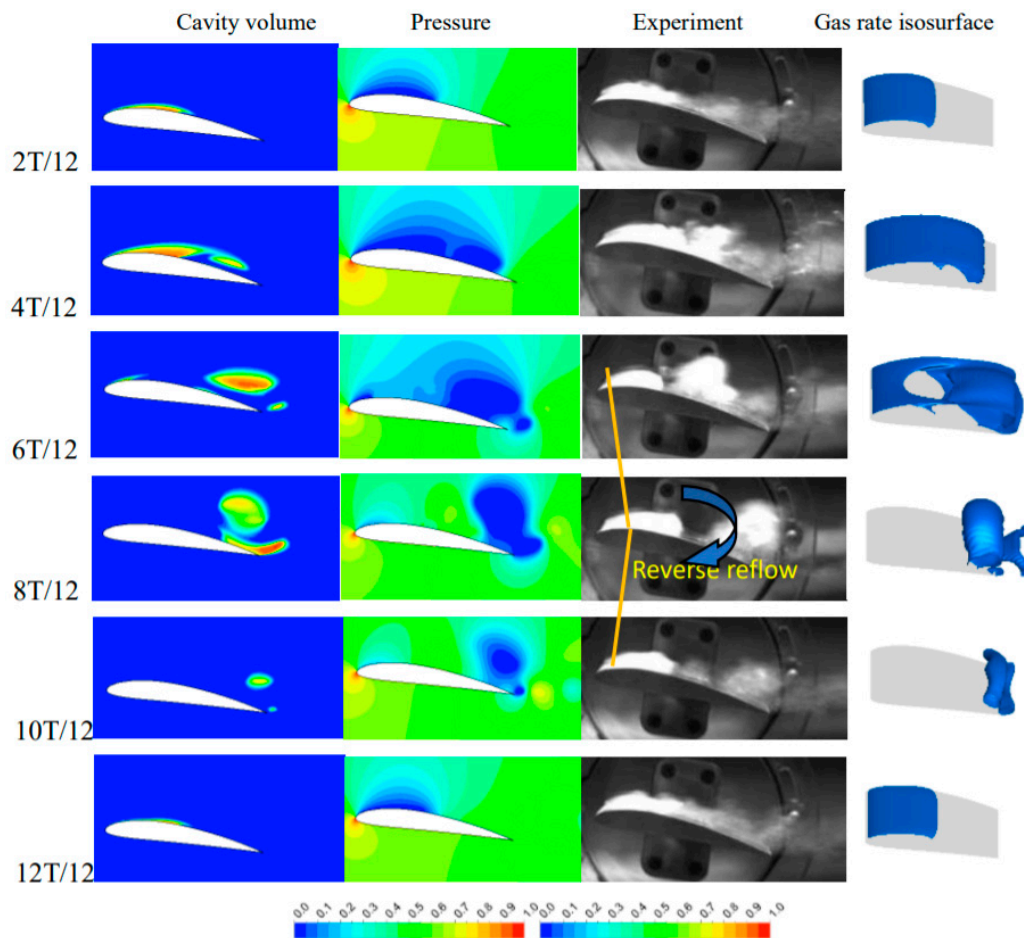 Cavity volume Pressure Experiment Gas rate isosurface
2T/12
4T/12
6T/12
8T/12
Reverse reflow
10T/12
12T/12
0.0 0.1 0.2 0.3 0.4 0.5 0.6 0.7 0.8 0.9 1.0 0.0 0.1 0.2 0.3 0.4 0.5 0.6 0.7 0.8 0.9 1.0